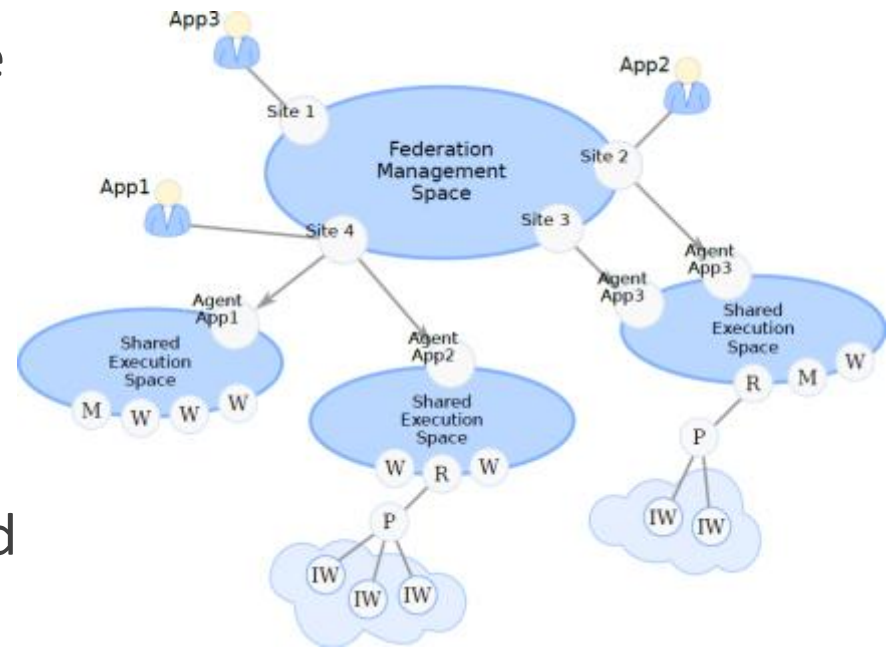 App3
e
App2
Site 1
Federation
Management
Space
Site 2
App1
Site 3
Site 4
Agent
App3
Agent
App3
Agent
App1
Shared
Execution
Space
Shared
Execution
Space
Agent
App2
Shared
Execution
Space
M W W W
R M W
W R W
P
P
IW IW
IW IW IW
d